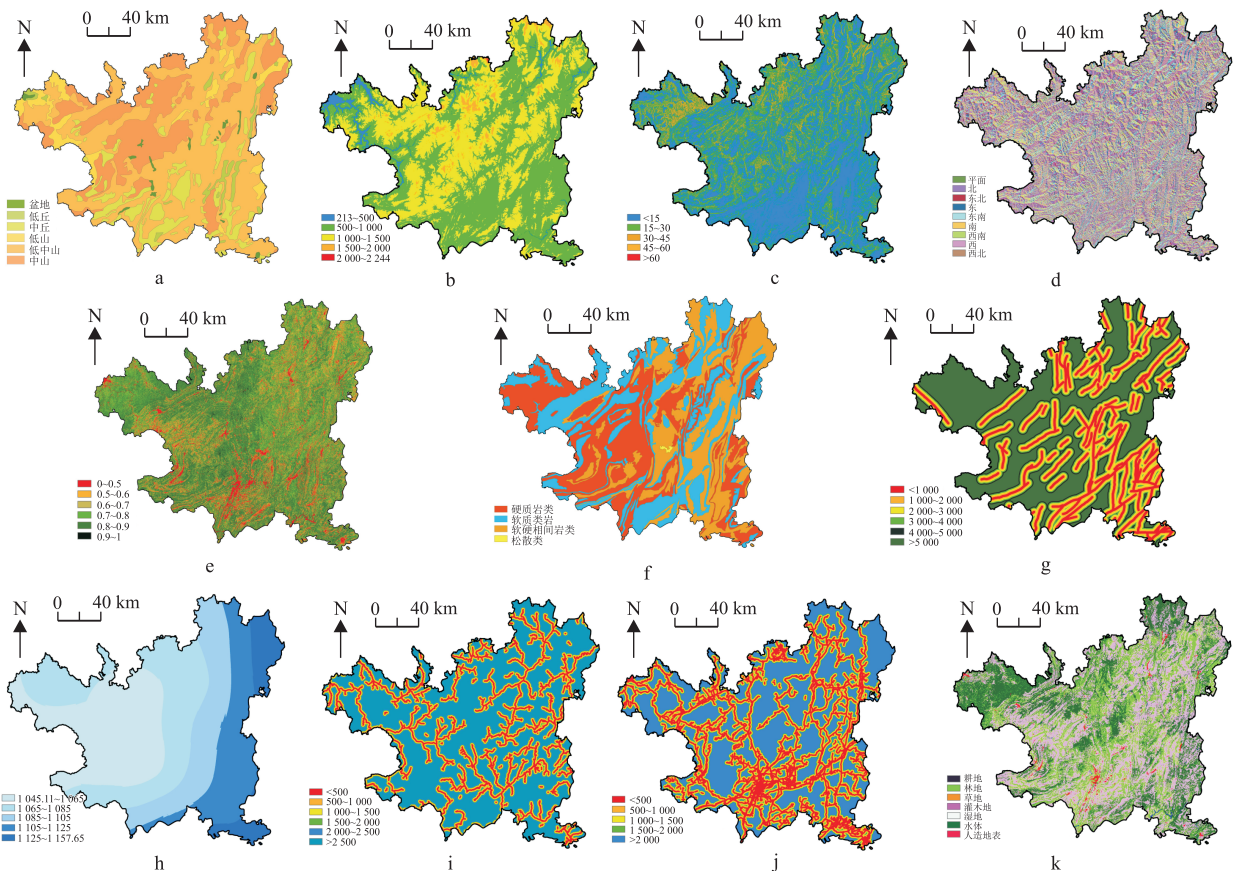 N
0 40 km
盆地
低丘
中丘
低山
低中山
中山
a
N
0 40 km
213~500
500~1 000
1 000~1 500
1 500~2 000
2 000~2 244
b
N
0 40 km
<15
15~30
30~45
45~60
>60
c
N
0 40 km
平面
北
东北
东
东南
南
西南
西
西北
d
N
0 40 km
0~0.5
0.5~0.6
0.6~0.7
0.7~0.8
0.8~0.9
0.9~1
e
N
0 40 km
硬质岩类
软质类岩
软硬相间岩类
松散类
f
N
0 40 km
<1 000
1 000~2 000
2 000~3 000
3 000~4 000
4 000~5 000
>5 000
g
N
0 40 km
1 045.11~1 065
1 065~1 085
1 085~1 105
1 105~1 125
1 125~1 157.65
h
N
0 40 km
<500
500~1 000
1 000~1 500
1 500~2 000
2 000~2 500
>2 500
i
N
0 40 km
<500
500~1 000
1 000~1 500
1 500~2 000
>2 000
j
N
0 40 km
耕地
林地
草地
灌木地
湿地
水体
人造地表
k